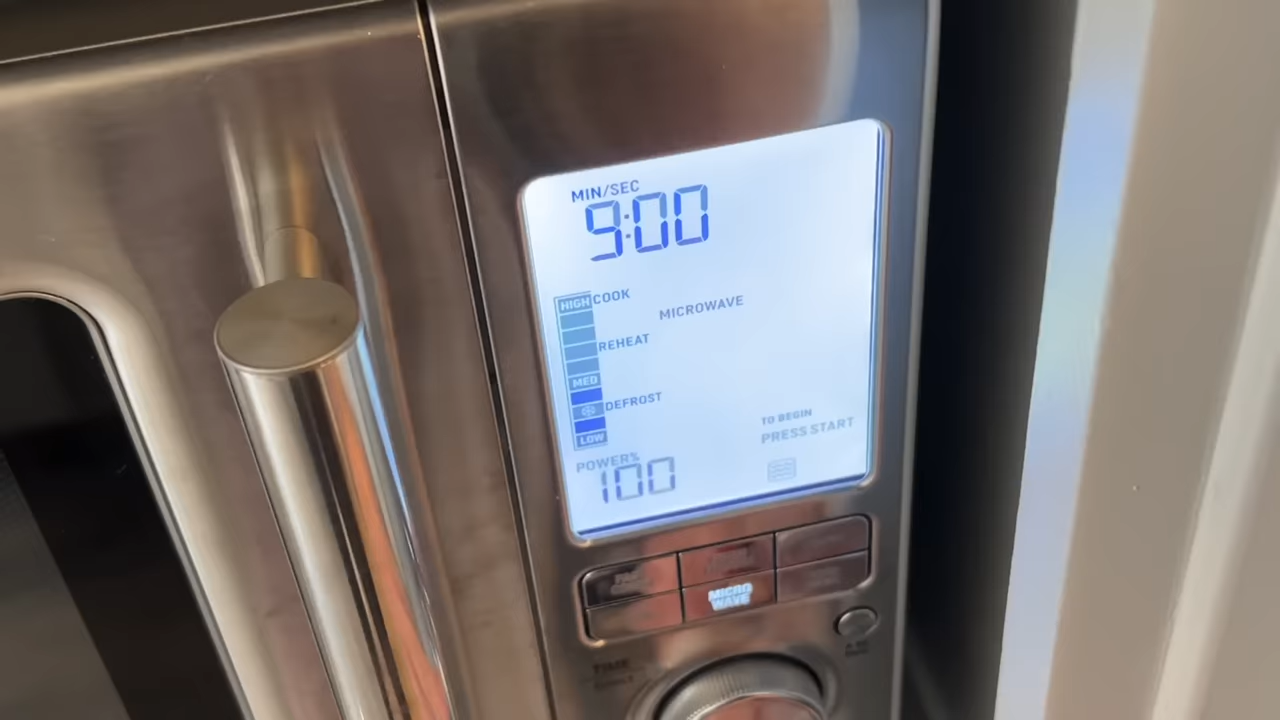 MIN/SEC
9:00
HIGH COOK
MICROWAVE
REHEAT
MED
DEFROST
LOW
TO BEGIN
PRESS START
POWER%
100
MICRO
WAVE
TIME